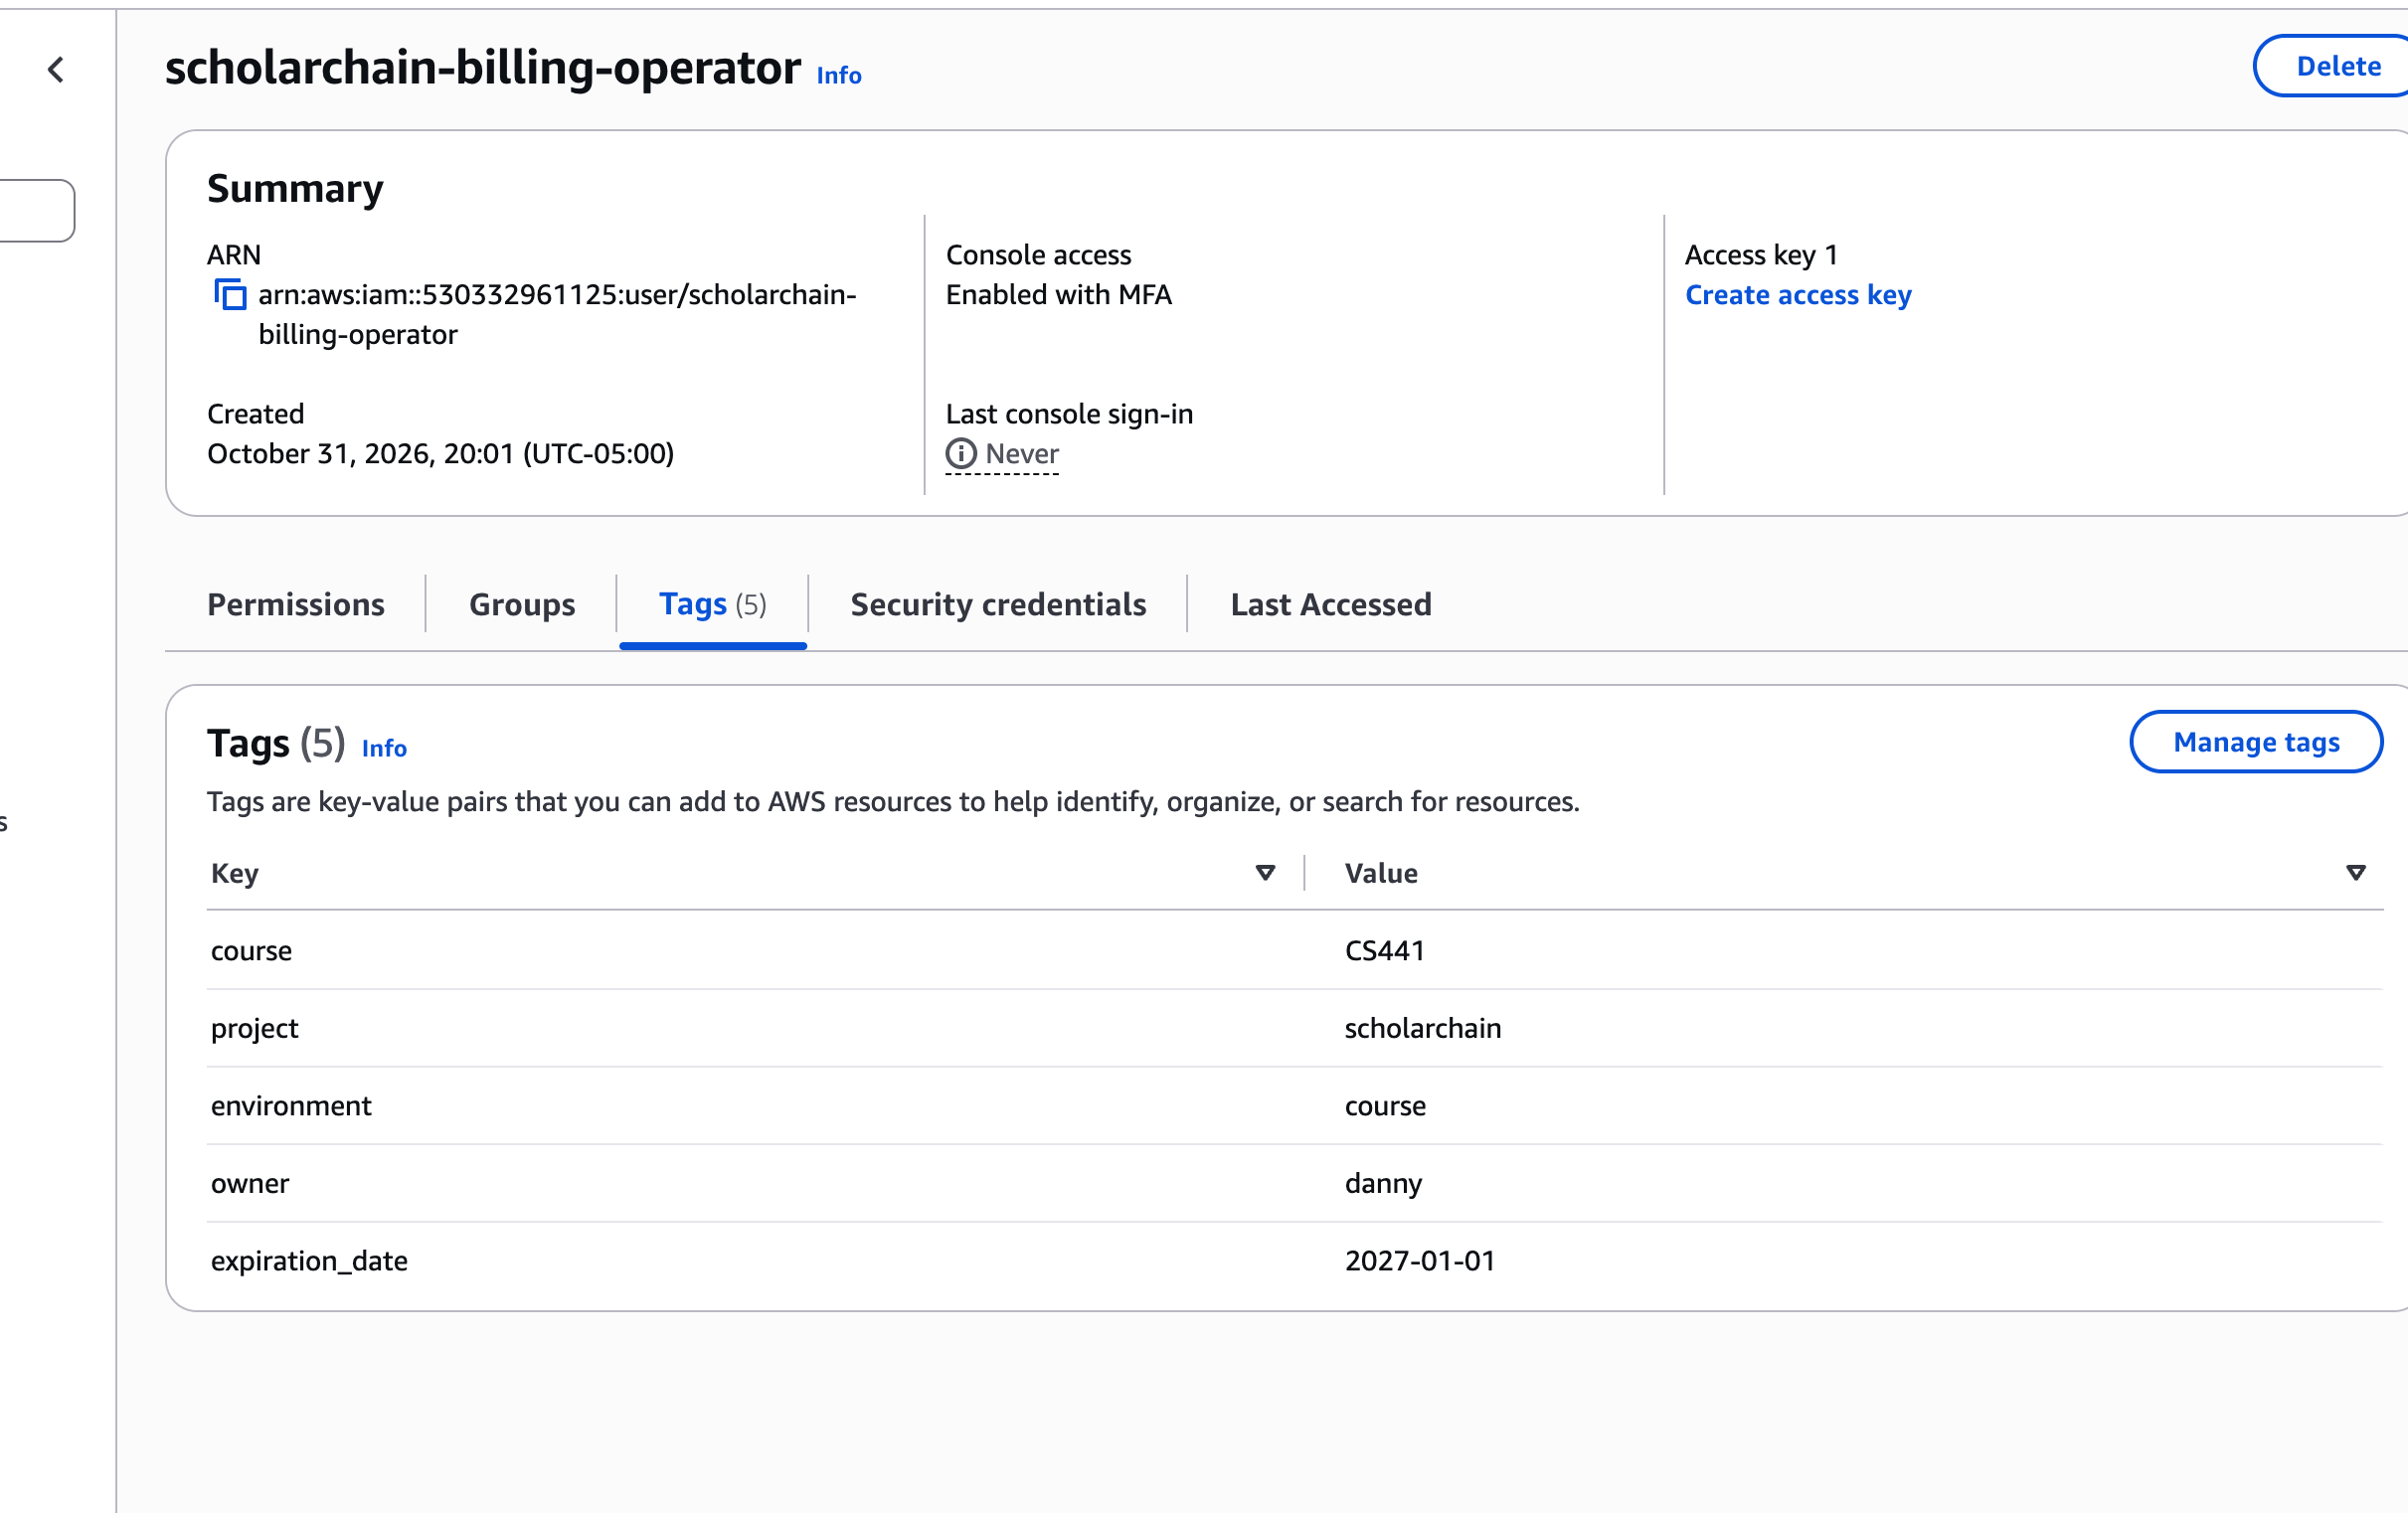 scholarchain-billing-operator Info
Delete
Summary
ARN
arn:aws:iam::530332961125:user/scholarchain-
billing-operator
Created
October 31, 2026, 20:01 (UTC-05:00)
Console access
Enabled with MFA
Last console sign-in
Never
Access key 1
Create access key
Permissions
Groups
Tags (5)
Security credentials
Last Accessed
Tags (5) Info
Manage tags
Tags are key-value pairs that you can add to AWS resources to help identify, organize, or search for resources.
Key Value
course CS441
project scholarchain
environment course
owner danny
expiration_date 2027-01-01
s